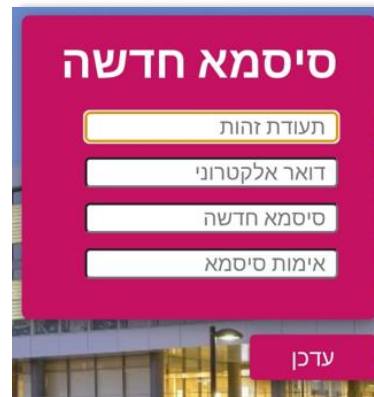 סיסמא חדשה
תעודת זהות
דואר אלקטרוני
סיסמא חדשה
אימות סיסמא
עדכן